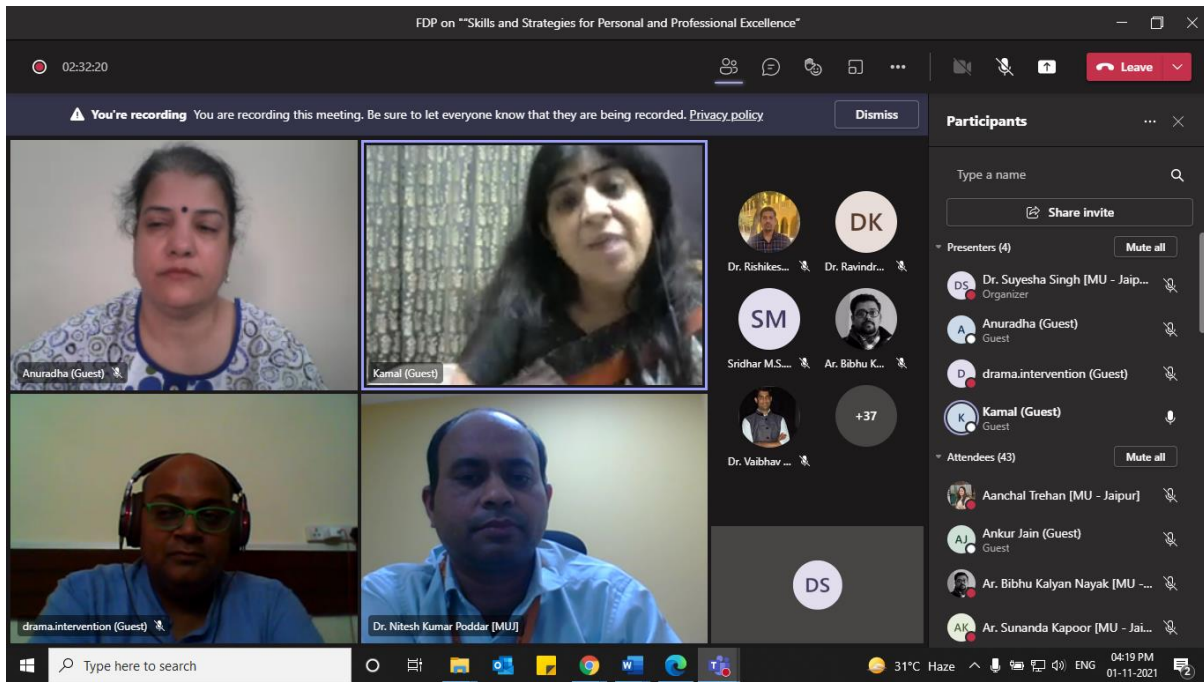 FDP on ""Skills and Strategies for Personal and Professional Excellence"
02:32:20
Leave
You're recording You are recording this meeting. Be sure to let everyone know that they are being recorded. Privacy policy
Dismiss
Anuradha (Guest)
Kamal (Guest)
drama.intervention (Guest)
Dr. Nitesh Kumar Poddar [MUJ]
Dr. Rishikes...
DK
Dr. Ravindr...
SM
Sridhar M.S....
Ar. Bibhu K...
Dr. Vaibhav ...
+37
DS
Participants
Type a name
Share invite
Presenters (4)
Mute all
DS
Dr. Suyesha Singh [MU - Jaip...
Organizer
A
Anuradha (Guest)
Guest
D
drama.intervention (Guest)
K
Kamal (Guest)
Guest
Attendees (43)
Mute all
Aanchal Trehan [MU - Jaipur]
AJ
Ankur Jain (Guest)
Guest
Ar. Bibhu Kalyan Nayak [MU -...
AK
Ar. Sunanda Kapoor [MU - Jai...
Type here to search
31°C Haze
ENG
04:19 PM
01-11-2021
2